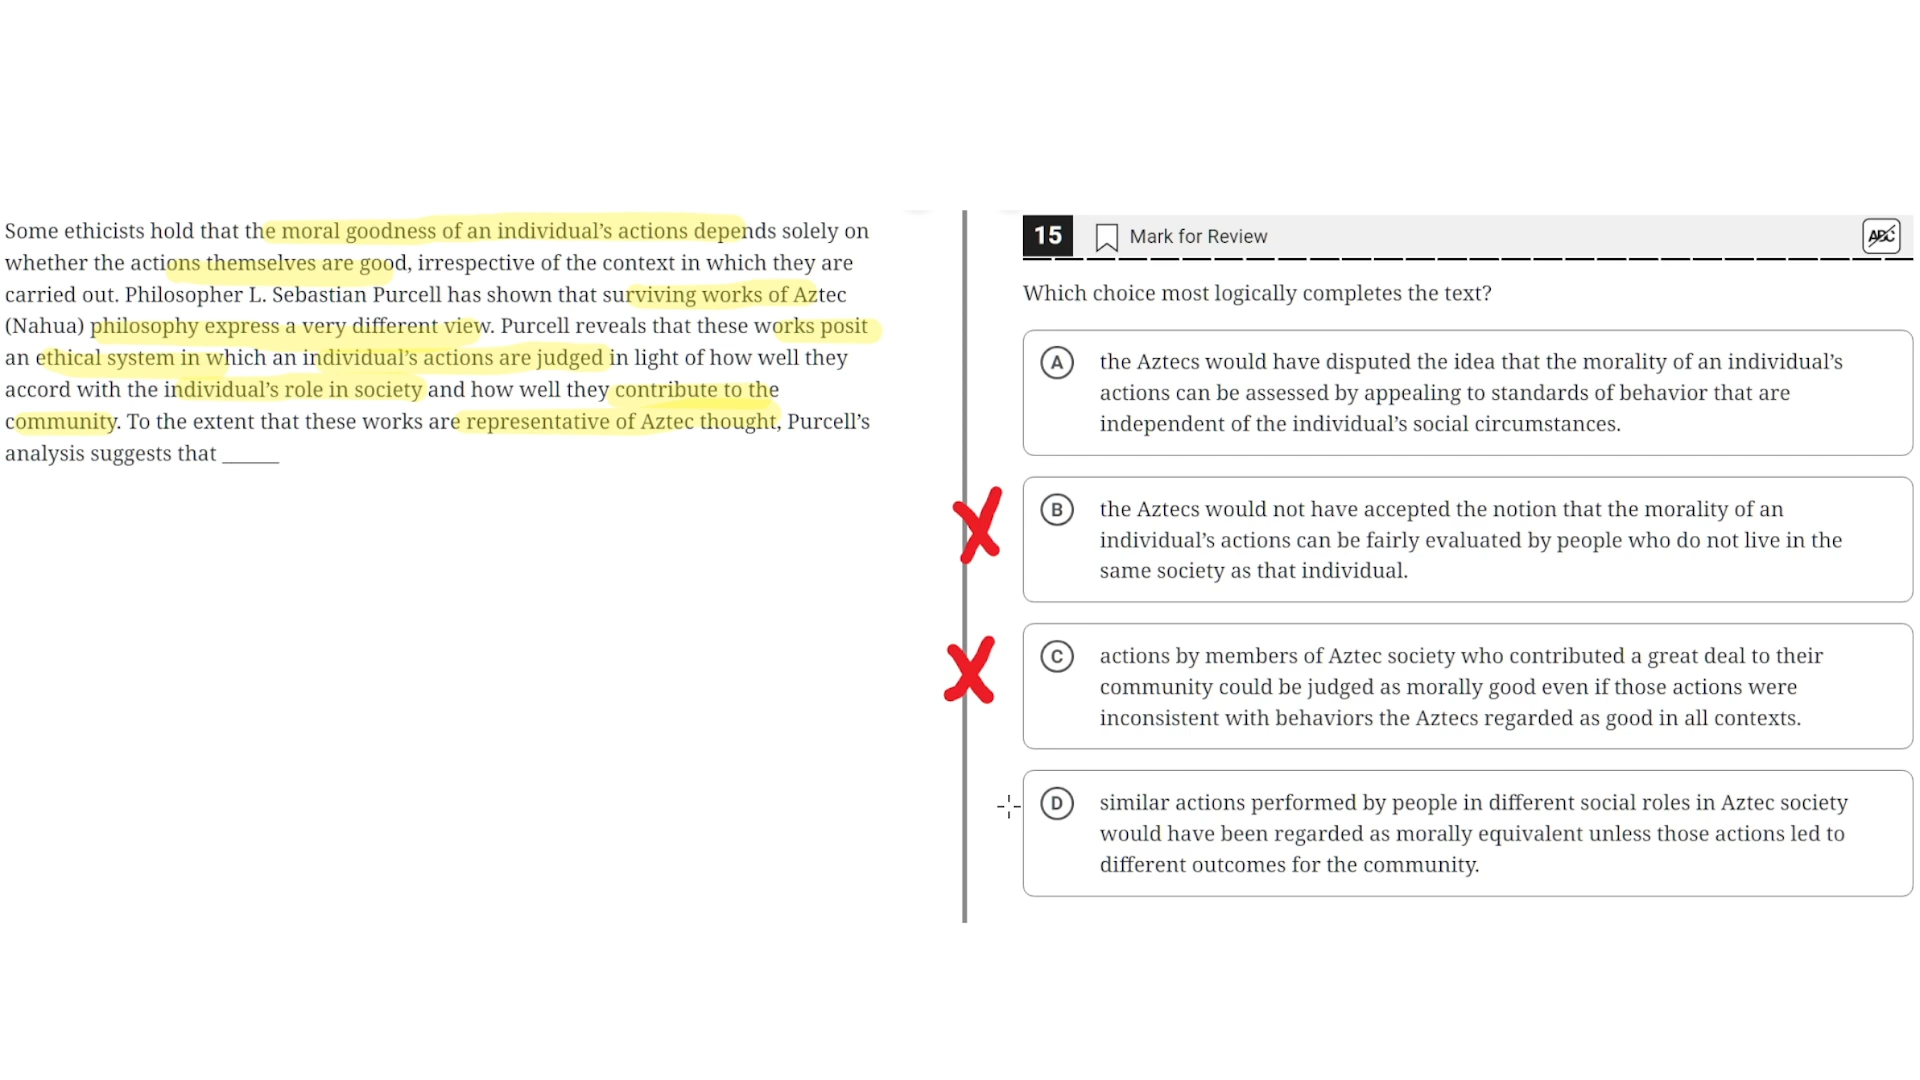 Some ethicists hold that the moral goodness of an individual’s actions depends solely on
whether the actions themselves are good, irrespective of the context in which they are
carried out. Philosopher L. Sebastian Purcell has shown that surviving works of Aztec
(Nahua) philosophy express a very different view. Purcell reveals that these works posit
an ethical system in which an individual’s actions are judged in light of how well they
accord with the individual’s role in society and how well they contribute to the
community. To the extent that these works are representative of Aztec thought, Purcell’s
analysis suggests that ______
15 Mark for Review ABC
Which choice most logically completes the text?
A the Aztecs would have disputed the idea that the morality of an individual’s
actions can be assessed by appealing to standards of behavior that are
independent of the individual’s social circumstances.
B the Aztecs would not have accepted the notion that the morality of an
individual’s actions can be fairly evaluated by people who do not live in the
same society as that individual.
C actions by members of Aztec society who contributed a great deal to their
community could be judged as morally good even if those actions were
inconsistent with behaviors the Aztecs regarded as good in all contexts.
D similar actions performed by people in different social roles in Aztec society
would have been regarded as morally equivalent unless those actions led to
different outcomes for the community.